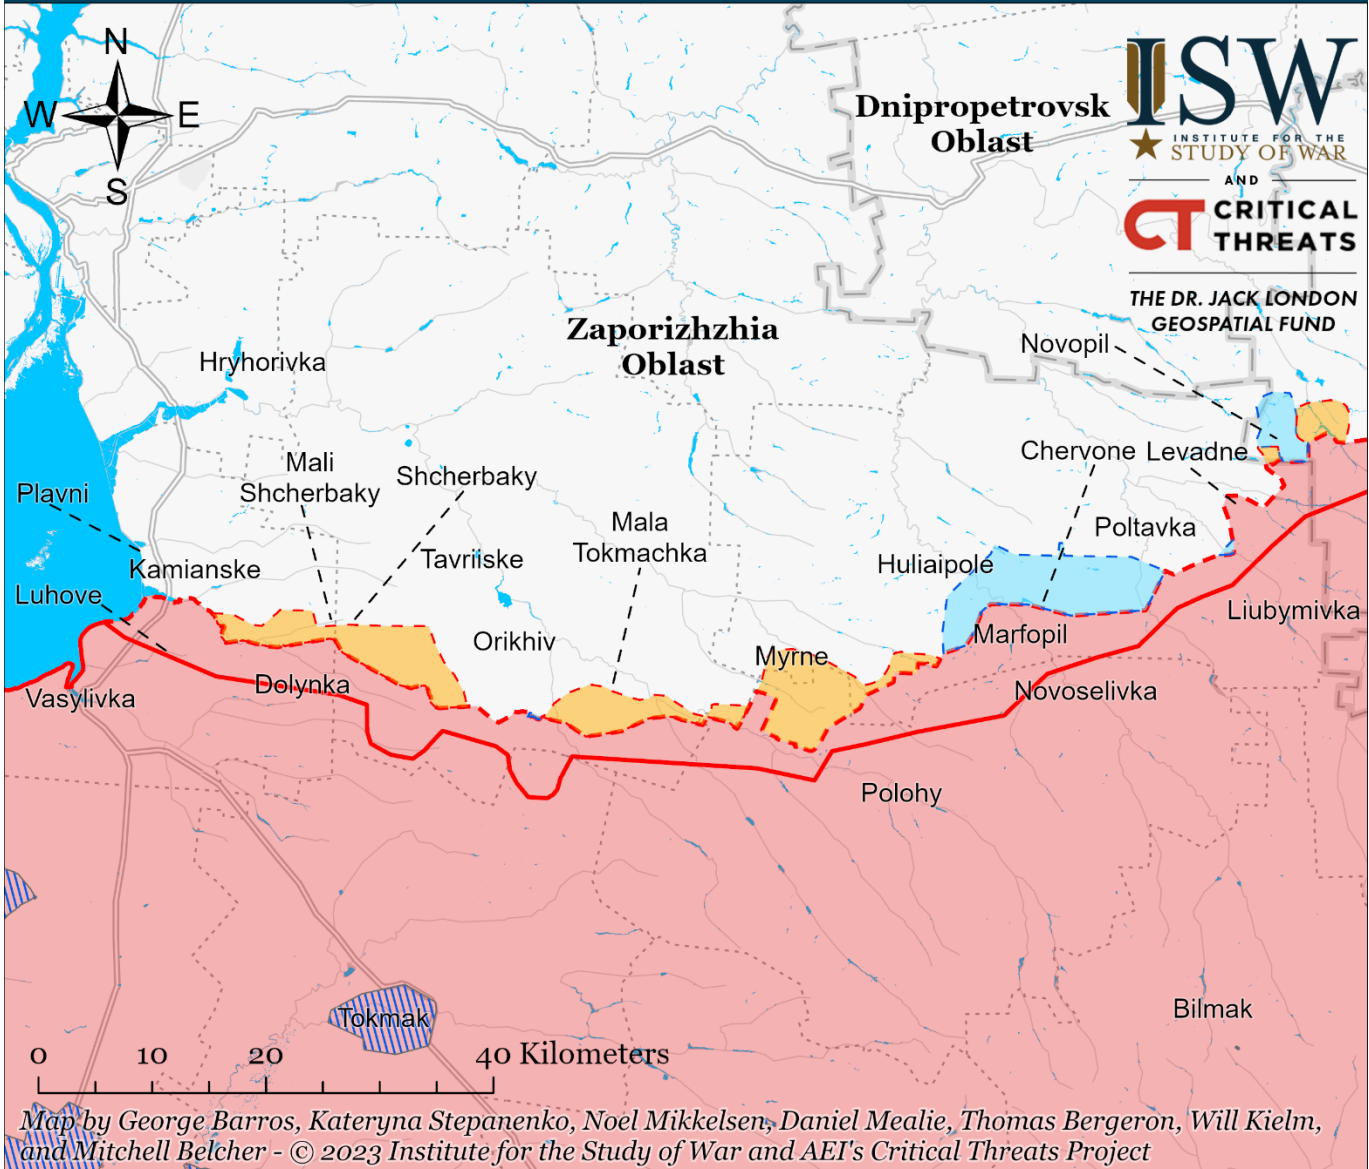 N
W E
S
Dnipropetrovsk
Oblast
ISW
INSTITUTE FOR THE
STUDY OF WAR
AND
CT CRITICAL
THREATS
THE DR. JACK LONDON
GEOSPATIAL FUND
Zaporizhzhia
Oblast
Novopil
Hryhorivka
Chervone
Levadne
Mali
Shcherbaky
Shcherbaky
Plavni
Mala
Tokmachka
Poltavka
Tavriiske
Huliaipole
Kamianske
Luhove
Liubymivka
Orikhiv
Marfopil
Myrne
Dolynka
Novoselivka
Vasylivka
Polohy
Bilmak
Tokmak
0 10 20 40 Kilometers
Map by George Barros, Kateryna Stepanenko, Noel Mikkelsen, Daniel Mealie, Thomas Bergeron, Will Kielm,
and Mitchell Belcher - © 2023 Institute for the Study of War and AEI's Critical Threats Project